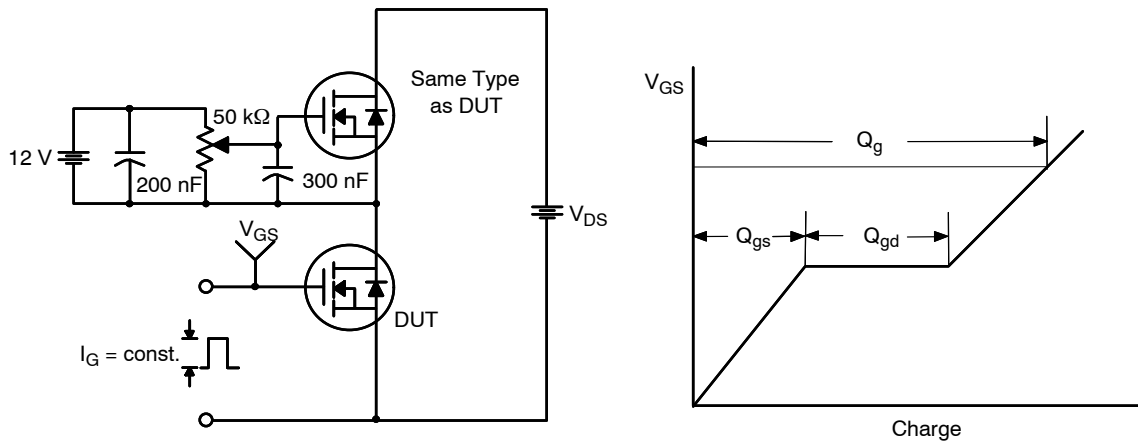 Same Type
as DUT
50 kΩ
12 V
200 nF
300 nF
V_GS
V_DS
DUT
I_G = const.
V_GS
Q_g
Q_gs
Q_gd
Charge